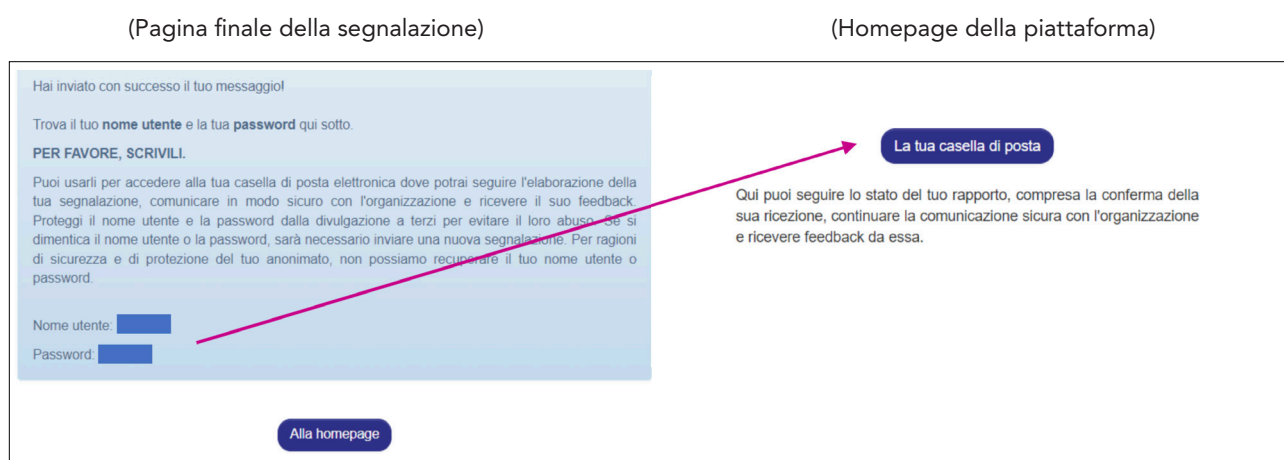 (Pagina finale della segnalazione)
(Homepage della piattaforma)
Hai inviato con successo il tuo messaggio!
Trova il tuo nome utente e la tua password qui sotto.
PER FAVORE, SCRIVILI.
Puoi usarli per accedere alla tua casella di posta elettronica dove potrai seguire l'elaborazione della
tua segnalazione, comunicare in modo sicuro con l'organizzazione e ricevere il suo feedback.
Proteggi il nome utente e la password dalla divulgazione a terzi per evitare il loro abuso. Se si
dimentica il nome utente o la password, sarà necessario inviare una nuova segnalazione. Per ragioni
di sicurezza e di protezione del tuo anonimato, non possiamo recuperare il tuo nome utente o
password.
Nome utente:
Password:
Alla homepage
La tua casella di posta
Qui puoi seguire lo stato del tuo rapporto, compresa la conferma della
sua ricezione, continuare la comunicazione sicura con l'organizzazione
e ricevere feedback da essa.